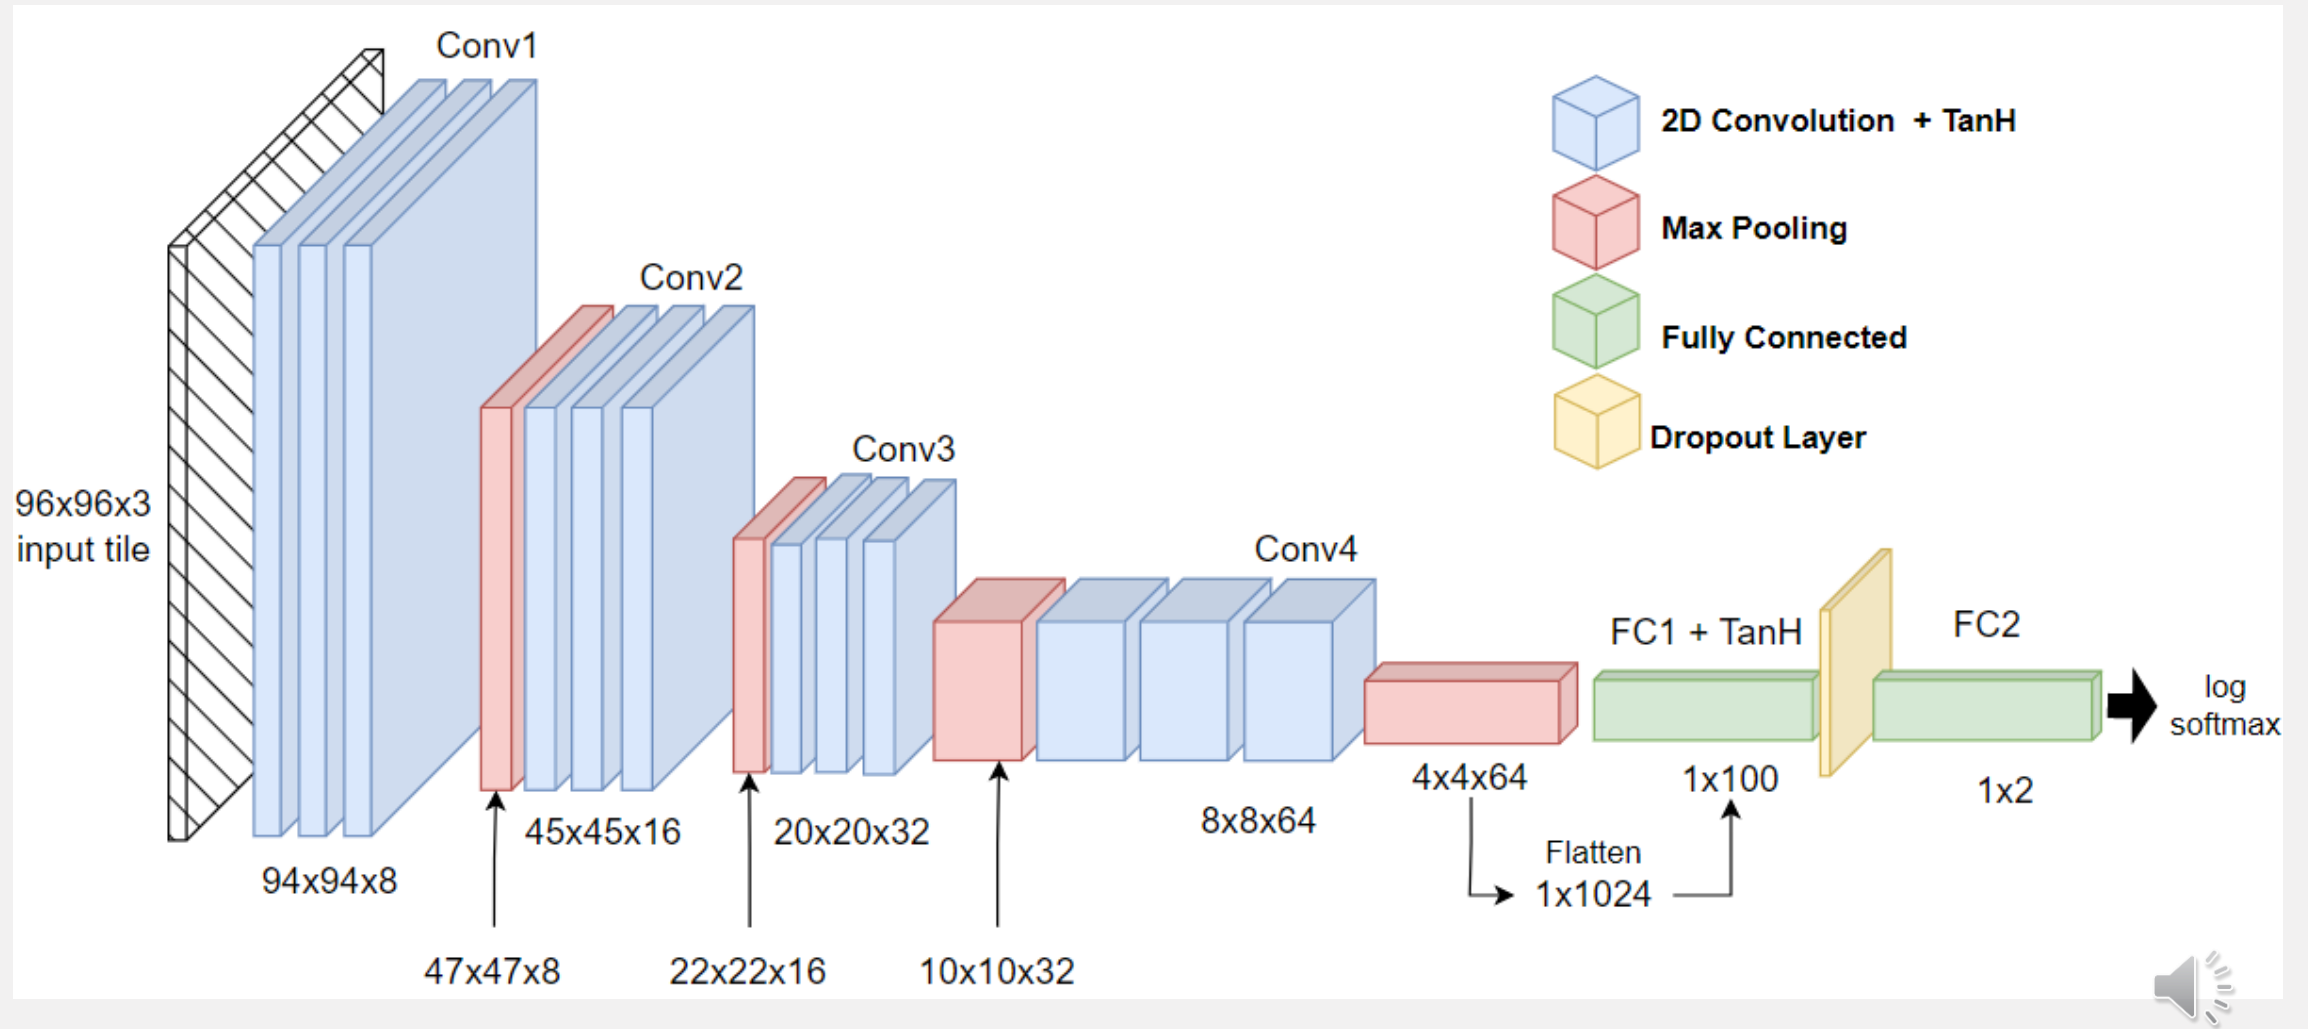 Conv1
2D Convolution + TanH
Max Pooling
Fully Connected
Dropout Layer
Conv2
Conv3
Conv4
96x96x3
input tile
FC1 + TanH
FC2
log
softmax
94x94x8
45x45x16
20x20x32
8x8x64
4x4x64
1x100
1x2
Flatten
1x1024
47x47x8
22x22x16
10x10x32